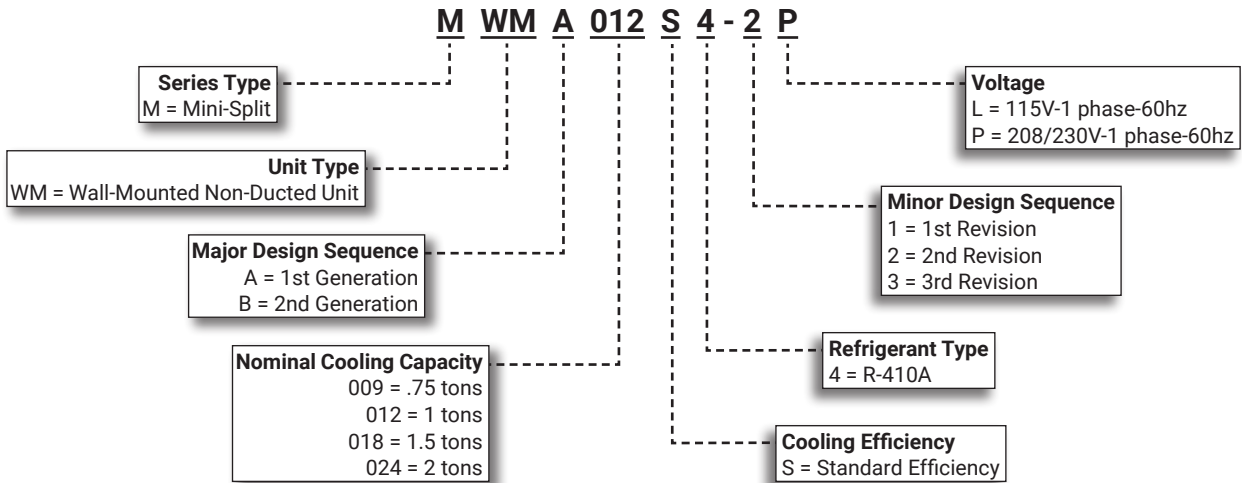 M WM A 012 S 4 - 2 P
Series Type
M = Mini-Split
Unit Type
WM = Wall-Mounted Non-Ducted Unit
Major Design Sequence
A = 1st Generation
B = 2nd Generation
Nominal Cooling Capacity
009 = .75 tons
012 = 1 tons
018 = 1.5 tons
024 = 2 tons
Voltage
L = 115V-1 phase-60hz
P = 208/230V-1 phase-60hz
Minor Design Sequence
1 = 1st Revision
2 = 2nd Revision
3 = 3rd Revision
Refrigerant Type
4 = R-410A
Cooling Efficiency
S = Standard Efficiency